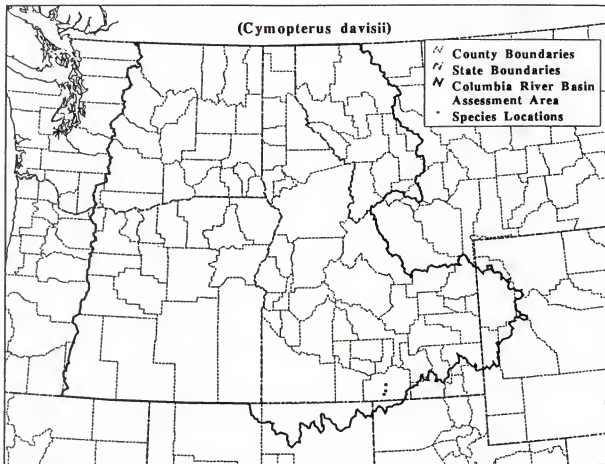 (Cymopterus davisii)
County Boundaries
State Boundaries
Columbia River Basin
Assessment Area
Species Locations